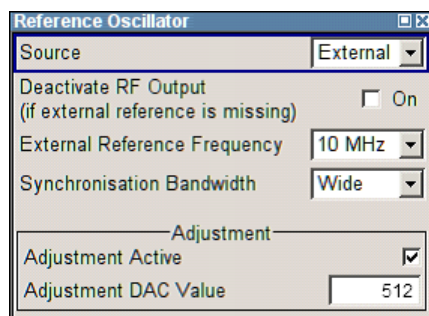 Reference Oscillator
Source External
Deactivate RF Output
(if external reference is missing) On
External Reference Frequency 10 MHz
Synchronisation Bandwidth Wide
Adjustment
Adjustment Active
Adjustment DAC Value 512